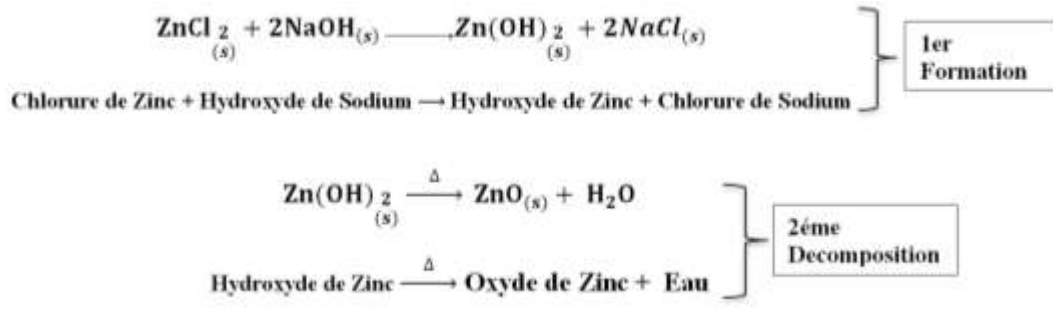 ZnCl₂(s) + 2NaOH(s) ⟶ Zn(OH)₂(s) + 2NaCl(s)
1er
Formation
Chlorure de Zinc + Hydroxyde de Sodium ⟶ Hydroxyde de Zinc + Chlorure de Sodium
Δ
Zn(OH)₂(s) ⟶ ZnO(s) + H₂O
2éme
Decomposition
Δ
Hydroxyde de Zinc ⟶ Oxyde de Zinc + Eau